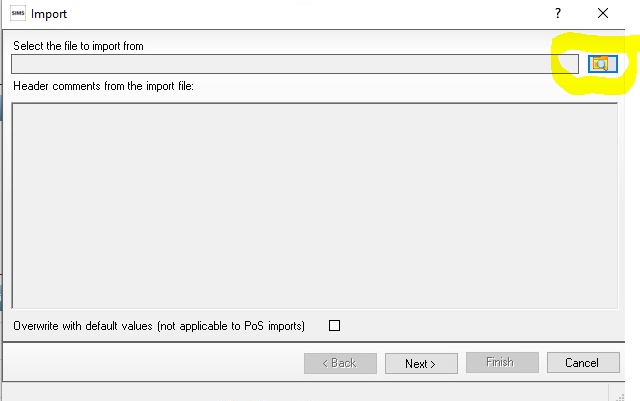 SIMS Import ? X
Select the file to import from
Header comments from the import file:
Overwrite with default values (not applicable to PoS imports)
< Back Next > Finish Cancel